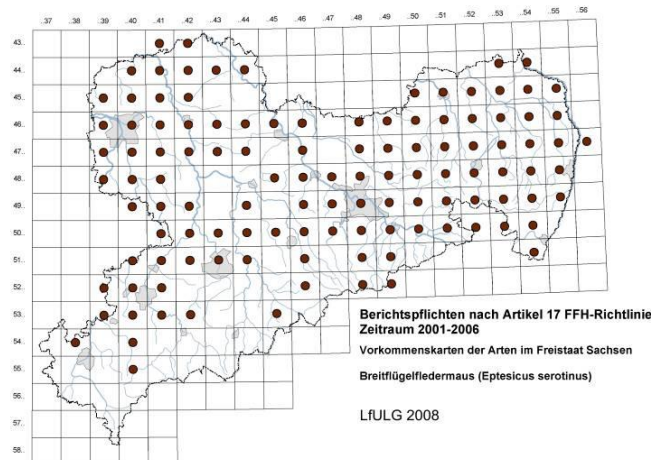 ..37 ..38 ..39 ..40 ..41 ..42 ..43 ..44 ..45 ..46 ..47 ..48 ..49 ..50 ..51 ..52 ..53 ..54 ..55 ..56
43..
44..
45..
46..
47..
48..
49..
50..
51..
52..
53..
54..
55..
56..
57..
58..
Berichtspflichten nach Artikel 17 FFH-Richtlinie
Zeitraum 2001-2006
Vorkommenskarten der Arten im Freistaat Sachsen
Breitflügelfledermaus (Eptesicus serotinus)
LfULG 2008